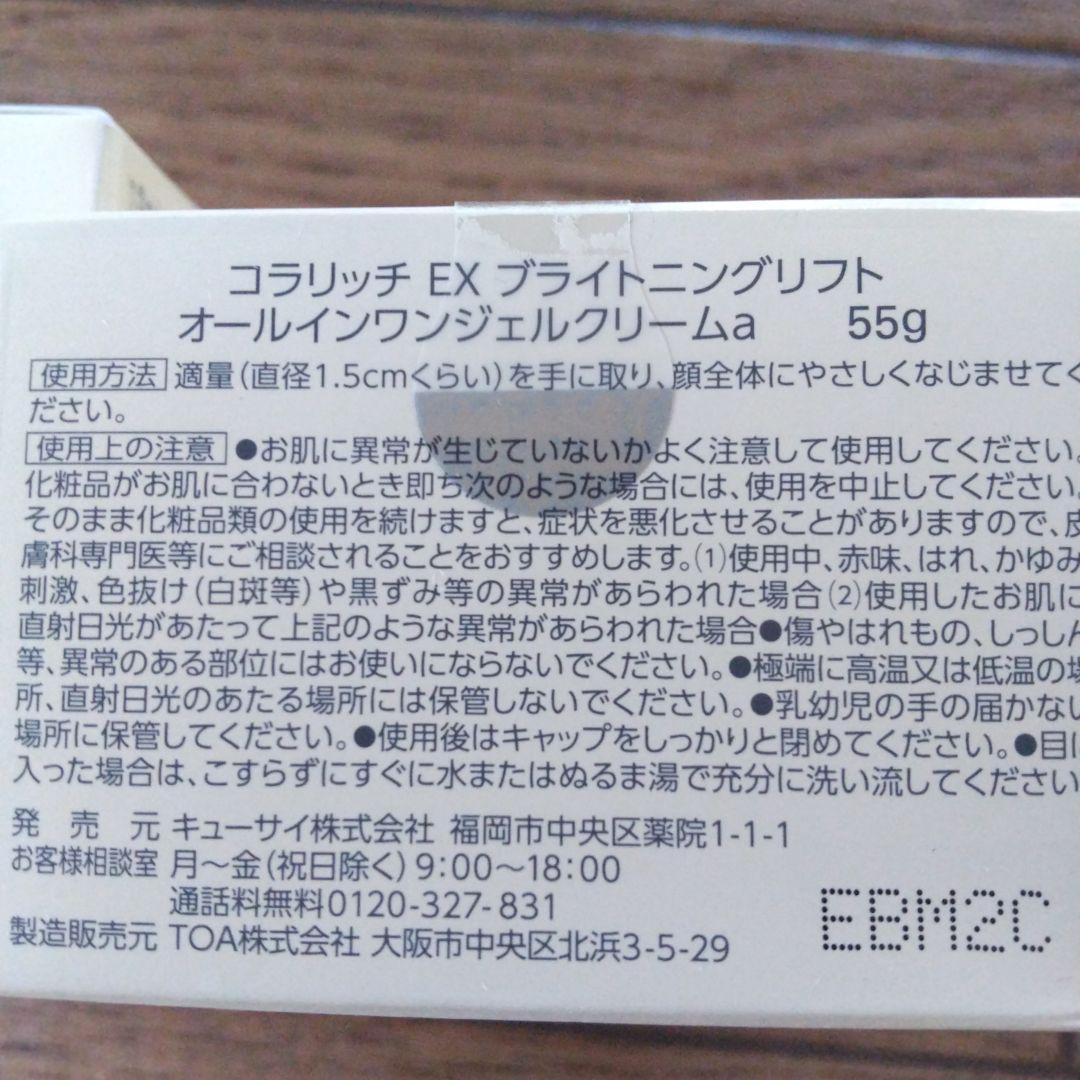 コラリッチ EX ブライトニングリフト
オールインワンジェルクリームa 55g
使用方法 適量(直径1.5cmくらい)を手に取り、顔全体にやさしくなじませてく
ださい。
使用上の注意 ●お肌に異常が生じていないかよく注意して使用してください。
化粧品がお肌に合わないとき即ち次のような場合には、使用を中止してください。
そのまま化粧品類の使用を続けますと、症状を悪化させることがありますので、皮
膚科専門医等にご相談されることをおすすめします。(1)使用中、赤味、はれ、かゆみ
刺激、色抜け(白斑等)や黒ずみ等の異常があらわれた場合(2)使用したお肌に
直射日光があたって上記のような異常があらわれた場合●傷やはれもの、しっしん
等、異常のある部位にはお使いにならないでください。●極端に高温又は低温の場
所、直射日光のあたる場所には保管しないでください。●乳幼児の手の届かない
場所に保管してください。●使用後はキャップをしっかりと閉めてください。●目に
入った場合は、こすらずにすぐに水またはぬるま湯で充分に洗い流してください
発売元 キューサイ株式会社 福岡市中央区薬院1-1-1
お客様相談室 月～金(祝日除く)9:00～18:00
通話料無料0120-327-831
製造販売元 TOA株式会社 大阪市中央区北浜3-5-29
EBM2C